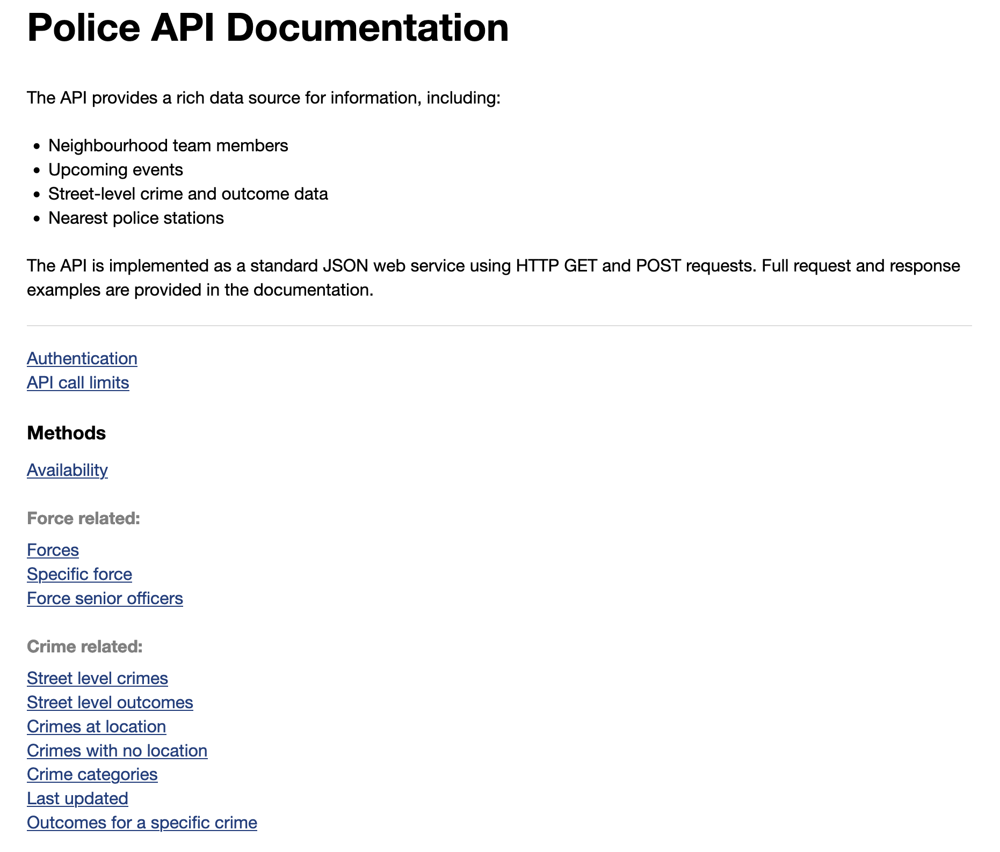 Police API Documentation
The API provides a rich data source for information, including:
• Neighbourhood team members
• Upcoming events
• Street-level crime and outcome data
• Nearest police stations
The API is implemented as a standard JSON web service using HTTP GET and POST requests. Full request and response
examples are provided in the documentation.
Authentication
API call limits
Methods
Availability
Force related:
Forces
Specific force
Force senior officers
Crime related:
Street level crimes
Street level outcomes
Crimes at location
Crimes with no location
Crime categories
Last updated
Outcomes for a specific crime